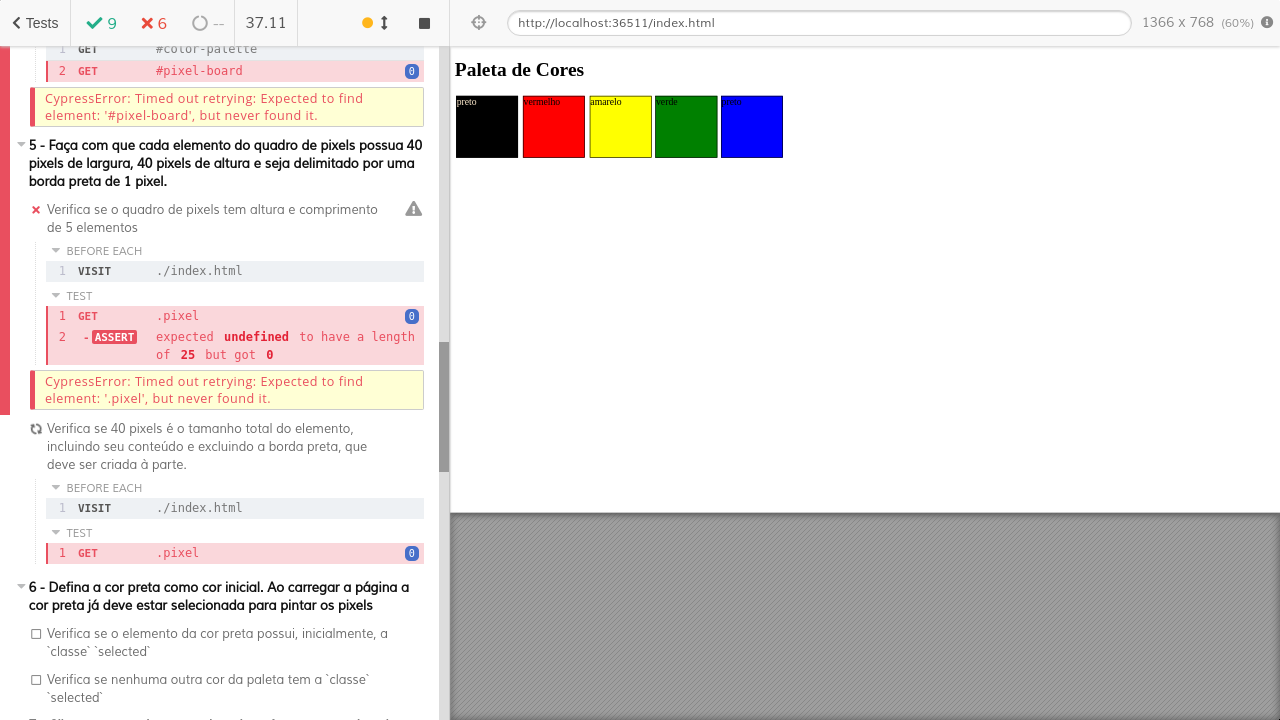 Tests 9 6 -- 37.11 http://localhost:36511/index.html 1366 x 768 (60%)
1 GET #color-palette
2 GET #pixel-board 0
CypressError: Timed out retrying: Expected to find
element: '#pixel-board', but never found it.
5 - Faça com que cada elemento do quadro de pixels possua 40
pixels de largura, 40 pixels de altura e seja delimitado por uma
borda preta de 1 pixel.
Verifica se o quadro de pixels tem altura e comprimento
de 5 elementos
BEFORE EACH
1 VISIT ./index.html
TEST
1 GET .pixel 0
2 -ASSERT expected undefined to have a length
of 25 but got 0
CypressError: Timed out retrying: Expected to find
element: '.pixel', but never found it.
Verifica se 40 pixels é o tamanho total do elemento,
incluindo seu conteúdo e excluindo a borda preta, que
deve ser criada à parte.
BEFORE EACH
1 VISIT ./index.html
TEST
1 GET .pixel 0
6 - Defina a cor preta como cor inicial. Ao carregar a página a
cor preta já deve estar selecionada para pintar os pixels
Verifica se o elemento da cor preta possui, inicialmente, a
`classe` `selected`
Verifica se nenhuma outra cor da paleta tem a `classe`
`selected`
Paleta de Cores
preto vermelho amarelo verde